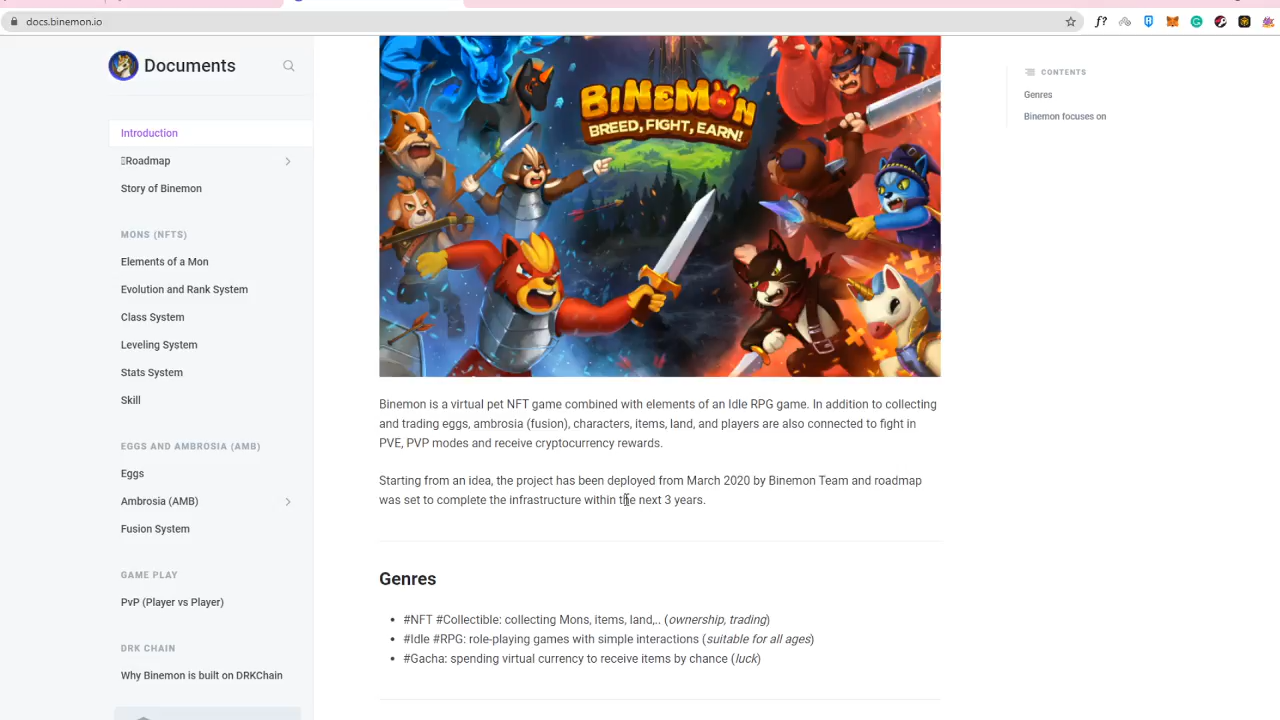 docs.binemon.io
f?
Documents
Introduction
Roadmap
Story of Binemon
MONS (NFTS)
Elements of a Mon
Evolution and Rank System
Class System
Leveling System
Stats System
Skill
EGGS AND AMBROSIA (AMB)
Eggs
Ambrosia (AMB)
Fusion System
GAME PLAY
PvP (Player vs Player)
DRK CHAIN
Why Binemon is built on DRKChain
BINEMON
BREED, FIGHT, EARN!
Binemon is a virtual pet NFT game combined with elements of an Idle RPG game. In addition to collecting
and trading eggs, ambrosia (fusion), characters, items, land, and players are also connected to fight in
PVE, PVP modes and receive cryptocurrency rewards.
Starting from an idea, the project has been deployed from March 2020 by Binemon Team and roadmap
was set to complete the infrastructure within the next 3 years.
Genres
• #NFT #Collectible: collecting Mons, items, land,.. (ownership, trading)
• #Idle #RPG: role-playing games with simple interactions (suitable for all ages)
• #Gacha: spending virtual currency to receive items by chance (luck)
CONTENTS
Genres
Binemon focuses on